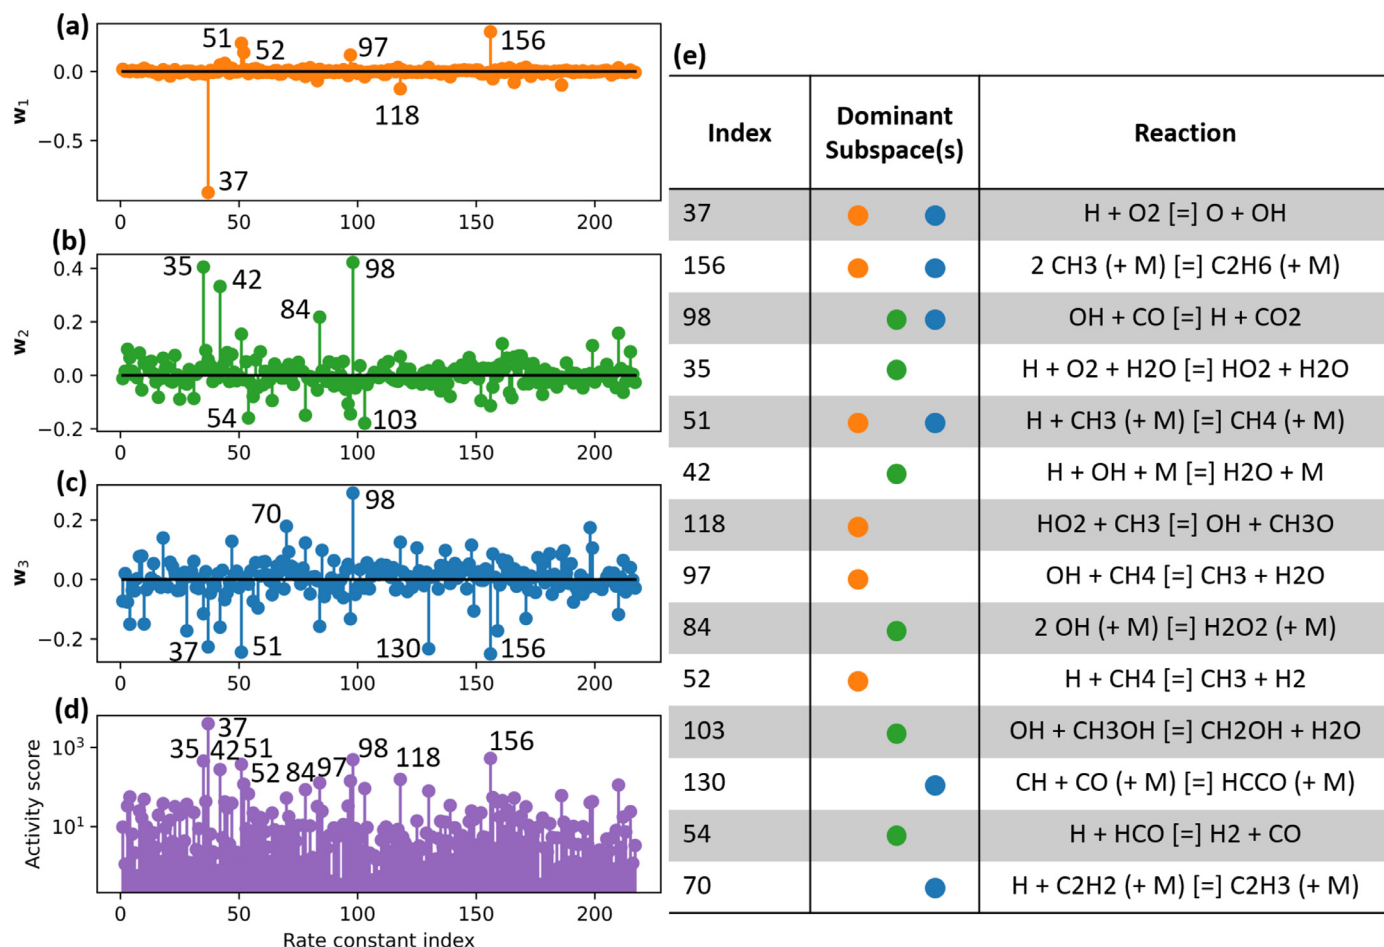 (a)
51
52
97
156
118
37
0.0
−0.5
w1
0 50 100 150 200
(b)
35
42
84
98
54
103
0.4
0.2
0.0
−0.2
w2
0 50 100 150 200
(c)
70
98
37
51
130
156
0.2
0.0
−0.2
w3
0 50 100 150 200
(d)
37
35 42 51
52 84 97
98 118
156
10^3
10^1
Activity score
0 50 100 150 200
Rate constant index
(e)
Index Dominant Subspace(s) Reaction
37 H + O2 [=] O + OH
156 2 CH3 (+ M) [=] C2H6 (+ M)
98 OH + CO [=] H + CO2
35 H + O2 + H2O [=] HO2 + H2O
51 H + CH3 (+ M) [=] CH4 (+ M)
42 H + OH + M [=] H2O + M
118 HO2 + CH3 [=] OH + CH3O
97 OH + CH4 [=] CH3 + H2O
84 2 OH (+ M) [=] H2O2 (+ M)
52 H + CH4 [=] CH3 + H2
103 OH + CH3OH [=] CH2OH + H2O
130 CH + CO (+ M) [=] HCCO (+ M)
54 H + HCO [=] H2 + CO
70 H + C2H2 (+ M) [=] C2H3 (+ M)